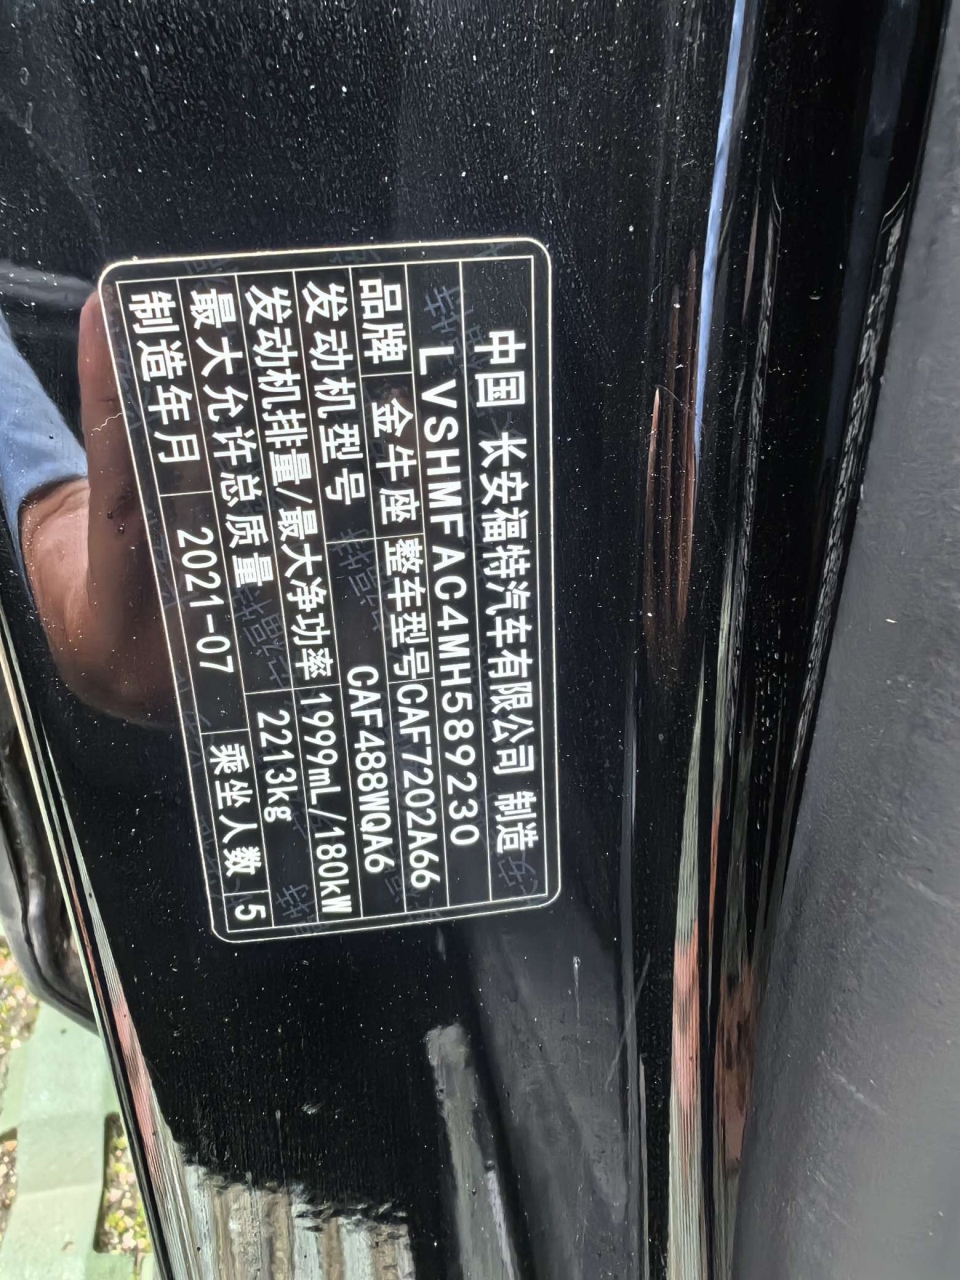 中国 长安福特汽车有限公司 制造
LVSHMFAC4MH589230
品牌 金牛座 整车型号 CAF7202A66
发动机型号 CAF488WQA6
发动机排量/最大净功率 1999mL/180kW
最大允许总质量 2213kg
制造年月 2021-07 乘坐人数 5